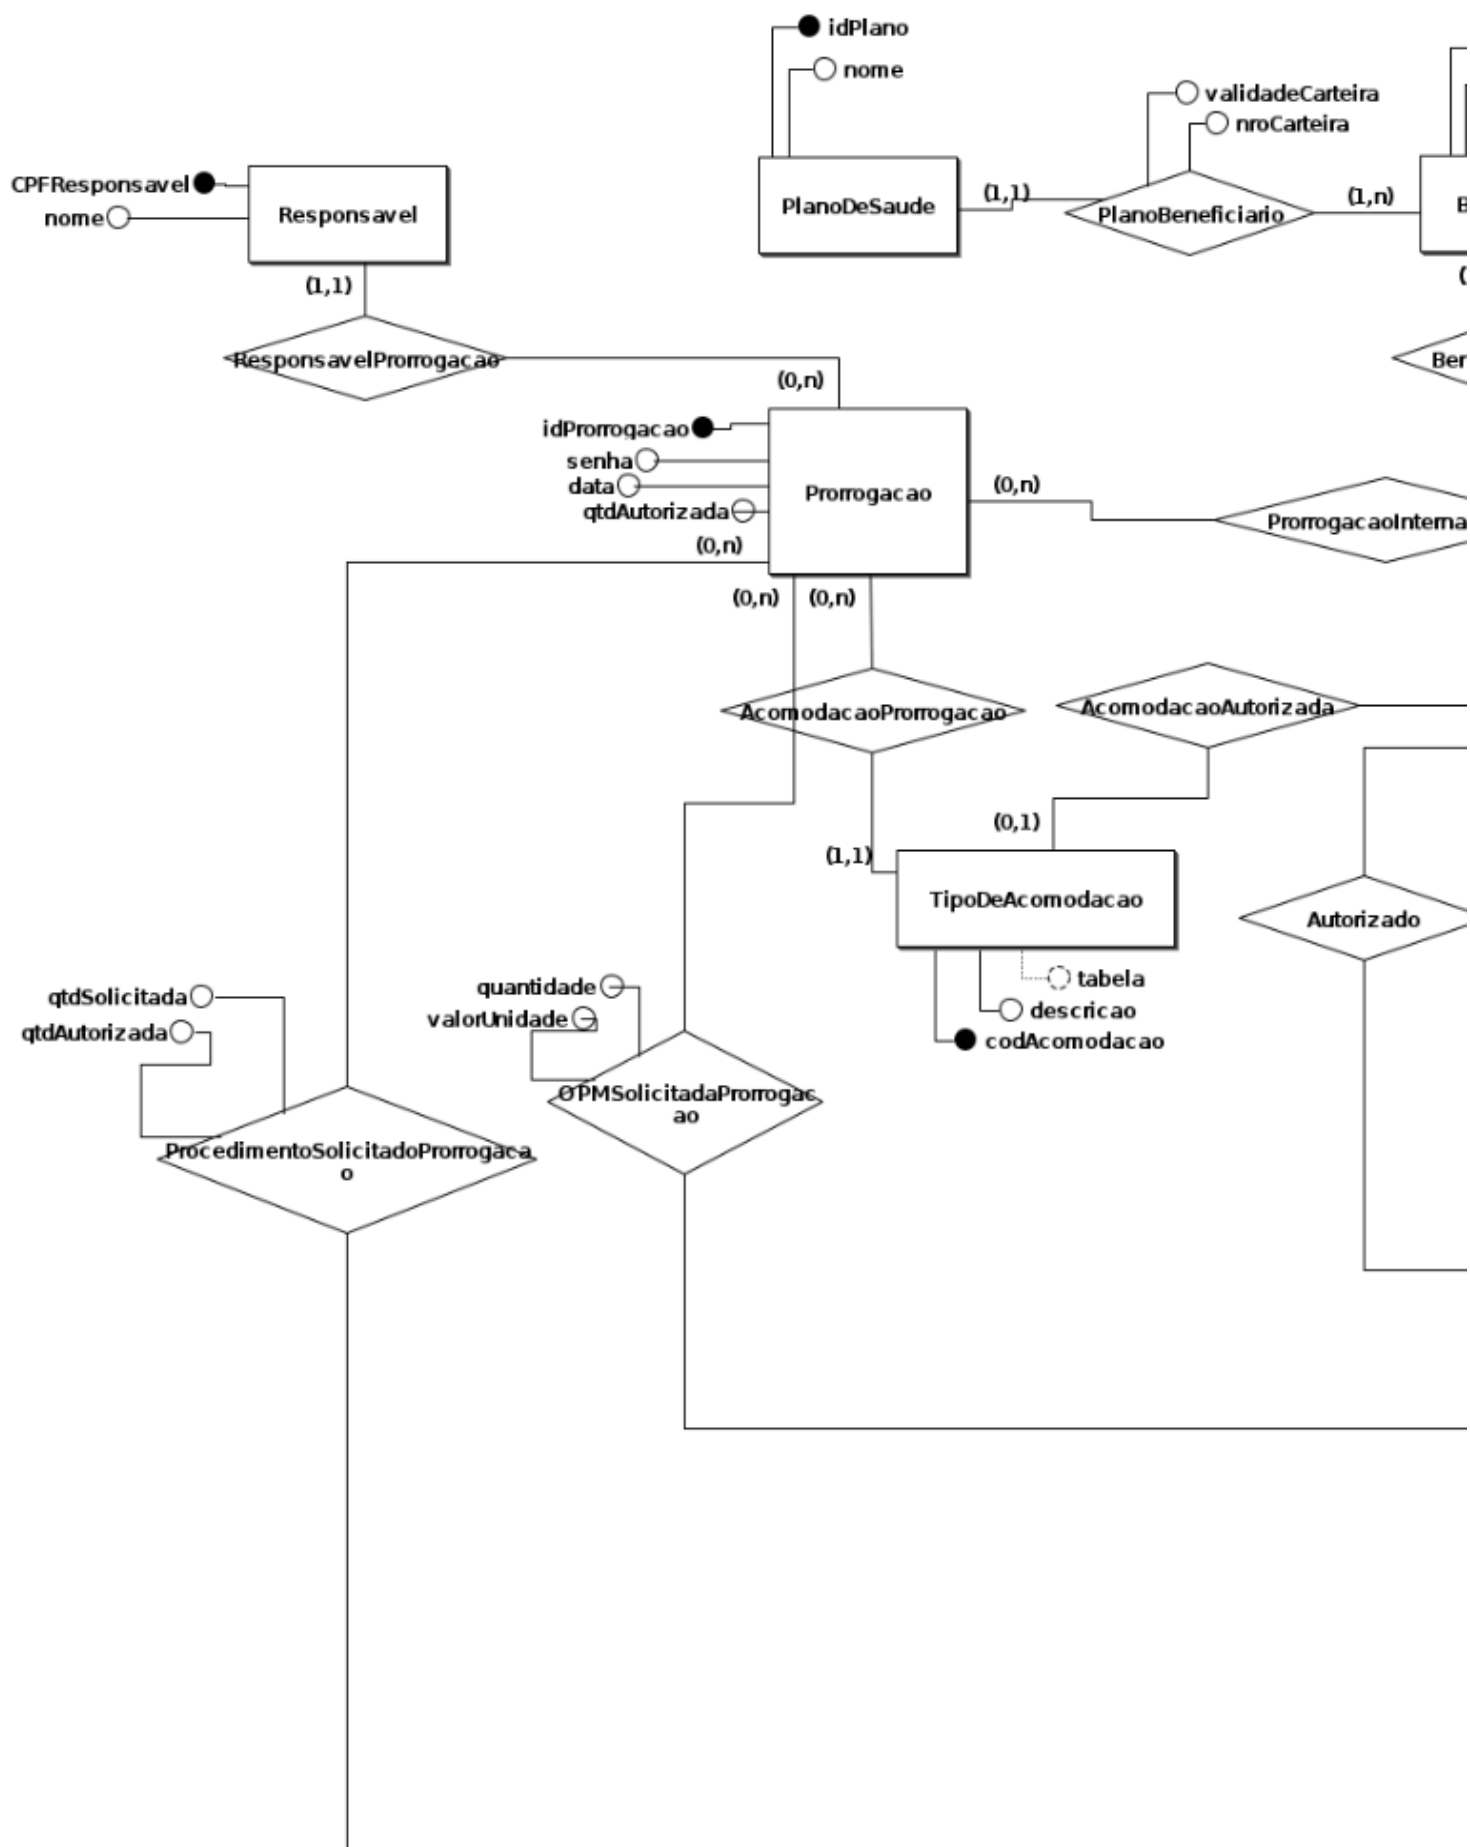 idPlano
nome
validadeCarteira
nroCarteira
CPFResponsavel
nome
Responsavel
PlanoDeSaude
(1,1)
PlanoBeneficiario
(1,n)
B
(1,1)
(
ResponsavelProrrogacao
Ber
(0,n)
idProrrogacao
senha
data
qtdAutorizada
Prorrogacao
(0,n)
ProrrogacaoInterna
(0,n)
(0,n)
(0,n)
AcomodacaoProrrogacao
AcomodacaoAutorizada
(0,1)
(1,1)
TipoDeAcomodacao
Autorizado
tabela
descricao
codAcomodacao
qtdSolicitada
qtdAutorizada
quantidade
valorUnidade
OPMSolicitadaProrrogac
ao
ProcedimentoSolicitadoProrrogaca
o